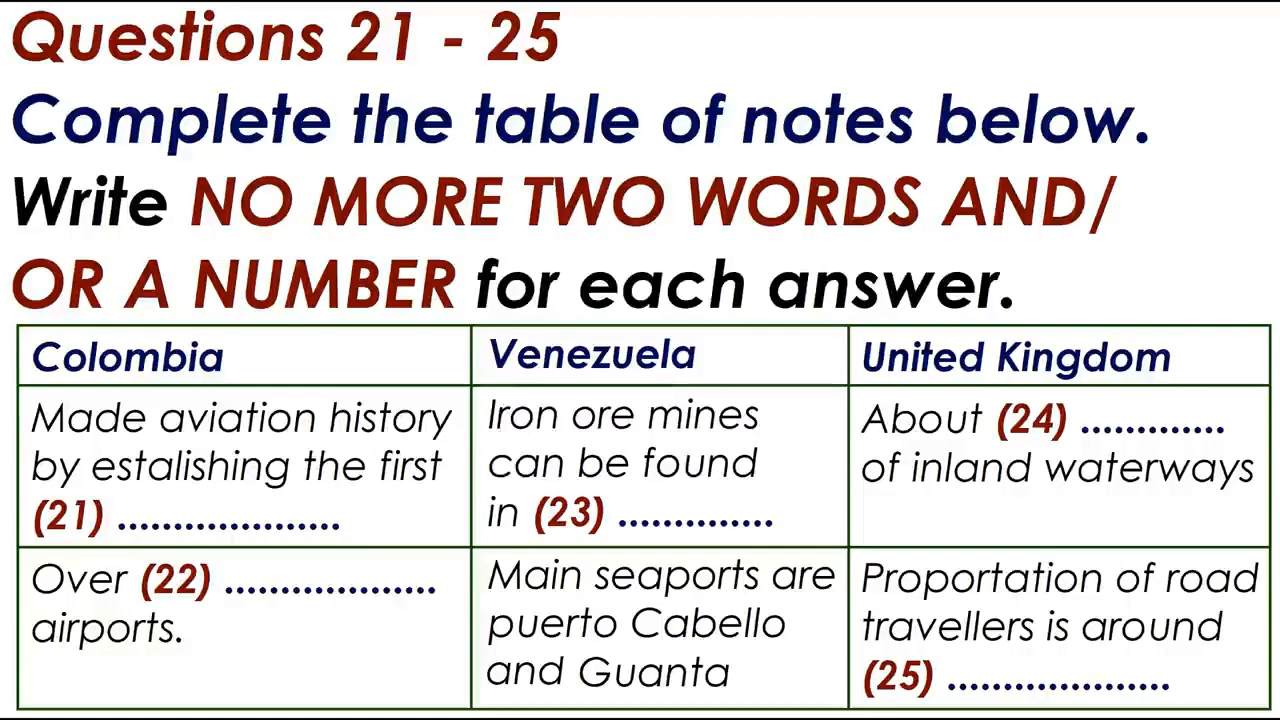 Questions 21 - 25
Complete the table of notes below.
Write NO MORE TWO WORDS AND/
OR A NUMBER for each answer.
Colombia
Venezuela
United Kingdom
Made aviation history
by estalishing the first
(21) ....................
Iron ore mines
can be found
in (23) ..............
About (24) .............
of inland waterways
Over (22) ...................
airports.
Main seaports are
puerto Cabello
and Guanta
Proportation of road
travellers is around
(25) ....................